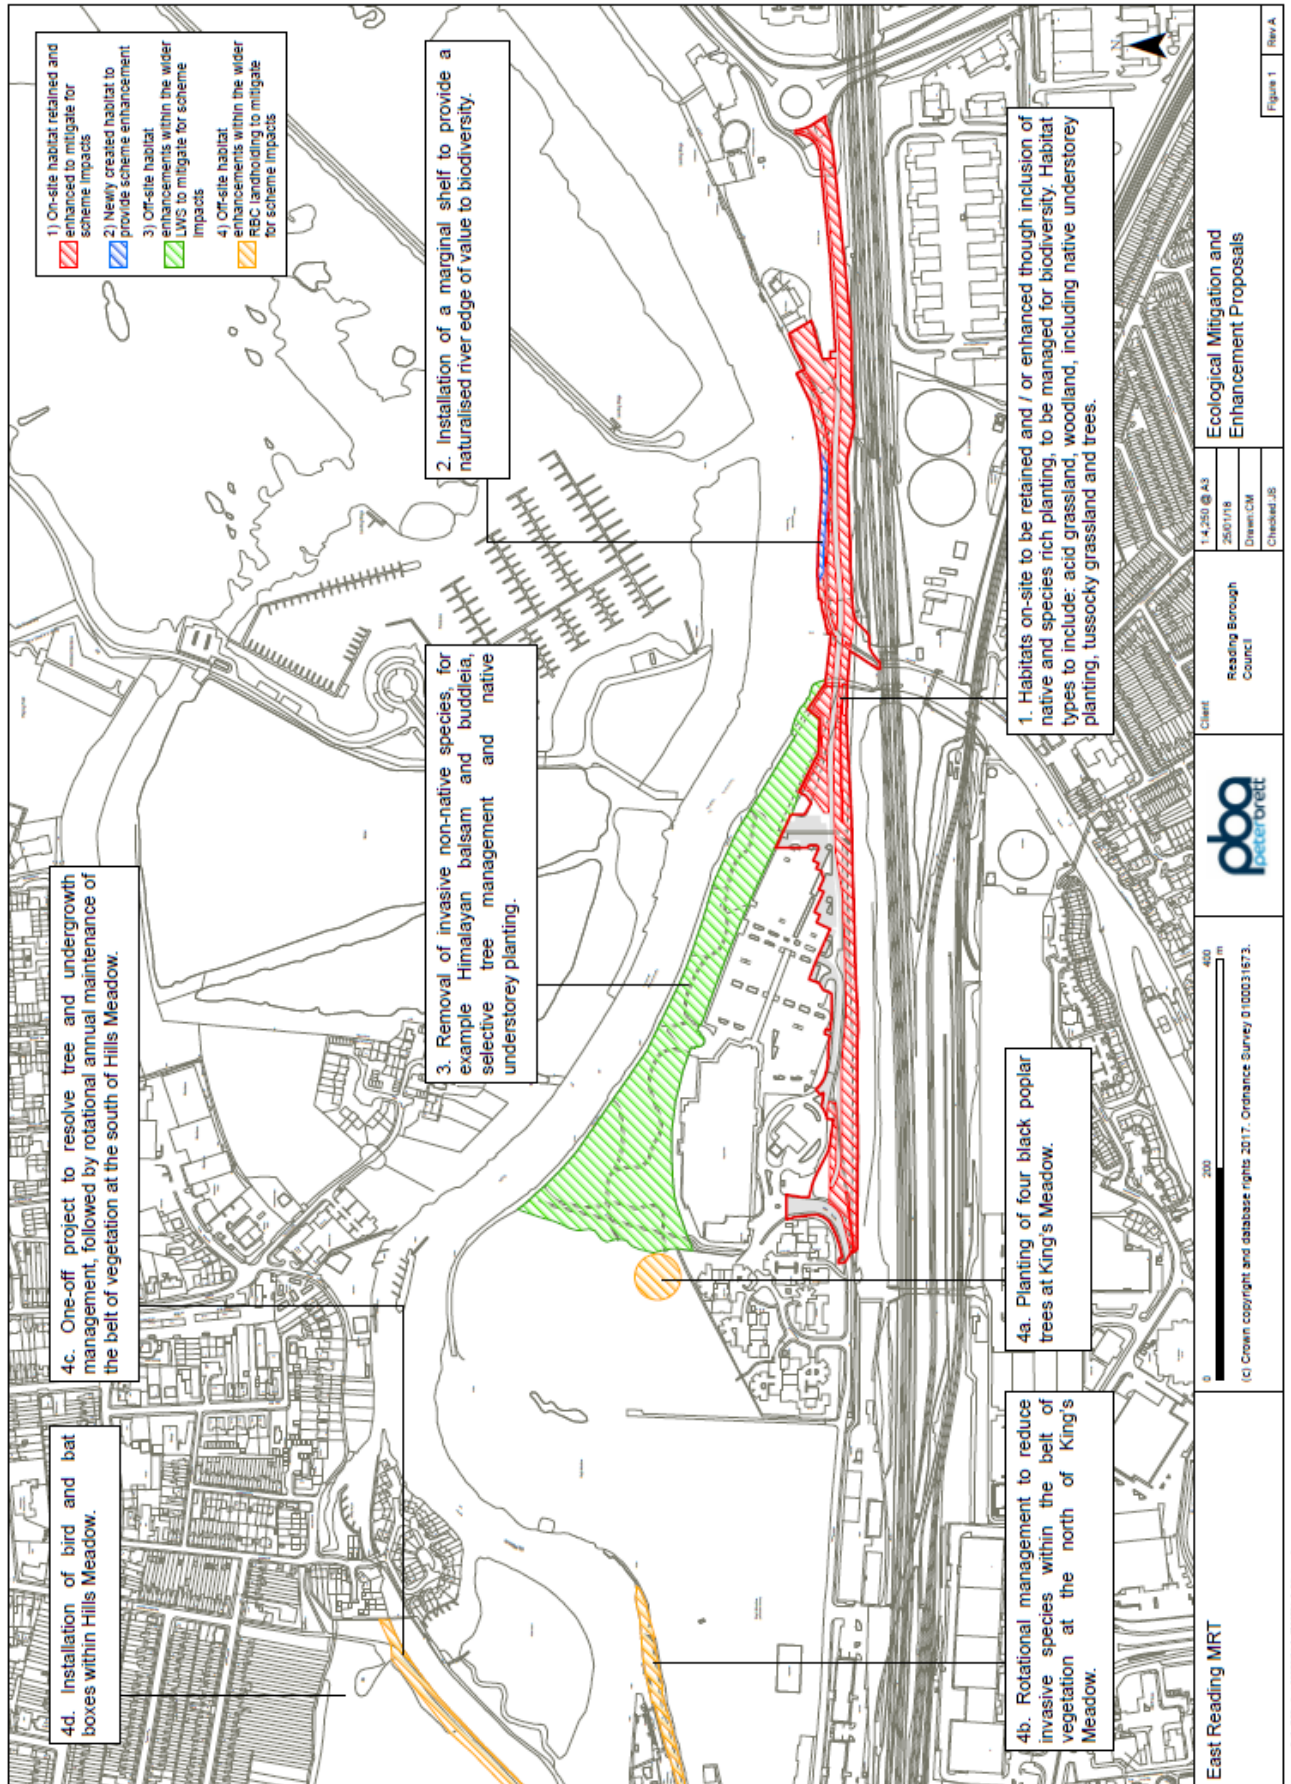 1) On-site habitat retained and
enhanced to mitigate for
scheme impacts
2) Newly created habitat to
provide scheme enhancement
3) Off-site habitat
enhancements within the wider
LWS to mitigate for scheme
impacts
4) Off-site habitat
enhancements within the wider
RBC landholding to mitigate
for scheme impacts
4d. Installation of bird and bat
boxes within Hills Meadow.
4c. One-off project to resolve tree and undergrowth
management, followed by rotational annual maintenance of
the belt of vegetation at the south of Hills Meadow.
3. Removal of invasive non-native species, for
example Himalayan balsam and buddleia,
selective tree management and native
understorey planting.
2. Installation of a marginal shelf to provide a
naturalised river edge of value to biodiversity.
4b. Rotational management to reduce
invasive species within the belt of
vegetation at the north of King's
Meadow.
4a. Planting of four black poplar
trees at King's Meadow.
1. Habitats on-site to be retained and / or enhanced though inclusion of
native and species rich planting, to be managed for biodiversity. Habitat
types to include: acid grassland, woodland, including native understorey
planting, tussocky grassland and trees.
N
East Reading MRT
0 200 400
m
(c) Crown copyright and database rights 2017. Ordnance Survey 0100031673.
pba
peterbrett
Client
Reading Borough
Council
1:4,250 @ A3
25/01/18
Drawn:CM
Checked:JS
Ecological Mitigation and
Enhancement Proposals
Figure 1
Rev A